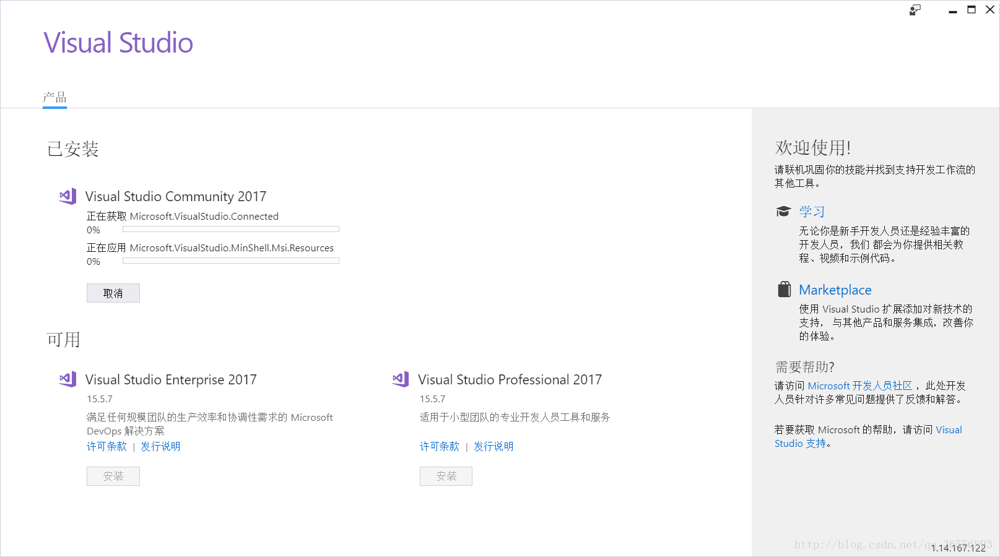 Visual Studio
产品
已安装
Visual Studio Community 2017
正在获取 Microsoft.VisualStudio.Connected
0%
正在应用 Microsoft.VisualStudio.MinShell.Msi.Resources
0%
取消
可用
Visual Studio Enterprise 2017
15.5.7
满足任何规模团队的生产效率和协调性需求的 Microsoft
DevOps 解决方案
许可条款 | 发行说明
安装
Visual Studio Professional 2017
15.5.7
适用于小型团队的专业开发人员工具和服务
许可条款 | 发行说明
安装
欢迎使用!
请联机巩固你的技能并找到支持开发工作流的
其他工具。
学习
无论你是新手开发人员还是经验丰富的
开发人员，我们 都会为你提供相关教
程、视频和示例代码。
Marketplace
使用 Visual Studio 扩展添加对新技术的
支持， 与其他产品和服务集成，改善你
的体验。
需要帮助?
请访问 Microsoft 开发人员社区 ，此处开发
人员针对许多常见问题提供了反馈和解答。
若要获取 Microsoft 的帮助，请访问 Visual
Studio 支持。
http://blog.csdn.net/qq_36556893
1.14.167.122